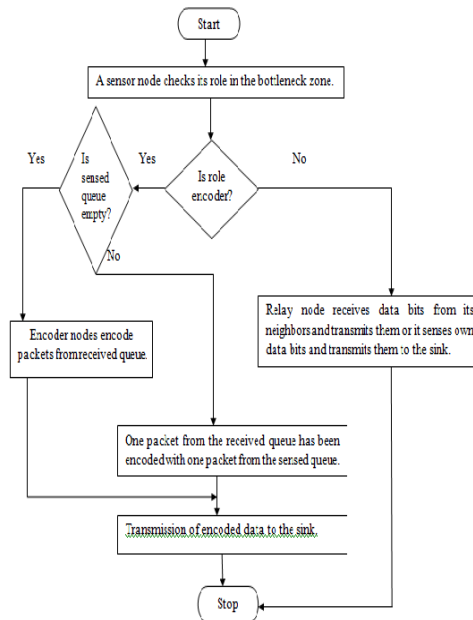 Start
A sensor node checks its role in the bottleneck zone.
Yes
Is
sensed
queue
empty?
Yes
Is role
encoder?
No
No
Encoder nodes encode
packets from received queue.
Relay node receives data bits from its
neighbors and transmits them or it senses own
data bits and transmits them to the sink.
One packet from the received queue has been
encoded with one packet from the sensed queue.
Transmission of encoded data to the sink.
Stop